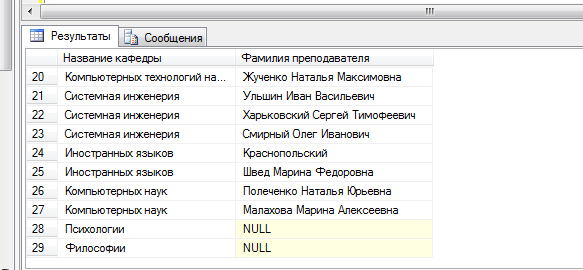 Результаты Сообщения
Название кафедры Фамилия преподавателя
20 Компьютерных технологий на... Жученко Наталья Максимовна
21 Системная инженерия Ульшин Иван Васильевич
22 Системная инженерия Харьковский Сергей Тимофеевич
23 Системная инженерия Смирный Олег Иванович
24 Иностранных языков Краснопольский
25 Иностранных языков Швед Марина Федоровна
26 Компьютерных наук Полеченко Наталья Юрьевна
27 Компьютерных наук Малахова Марина Алексеевна
28 Психологии NULL
29 Философии NULL